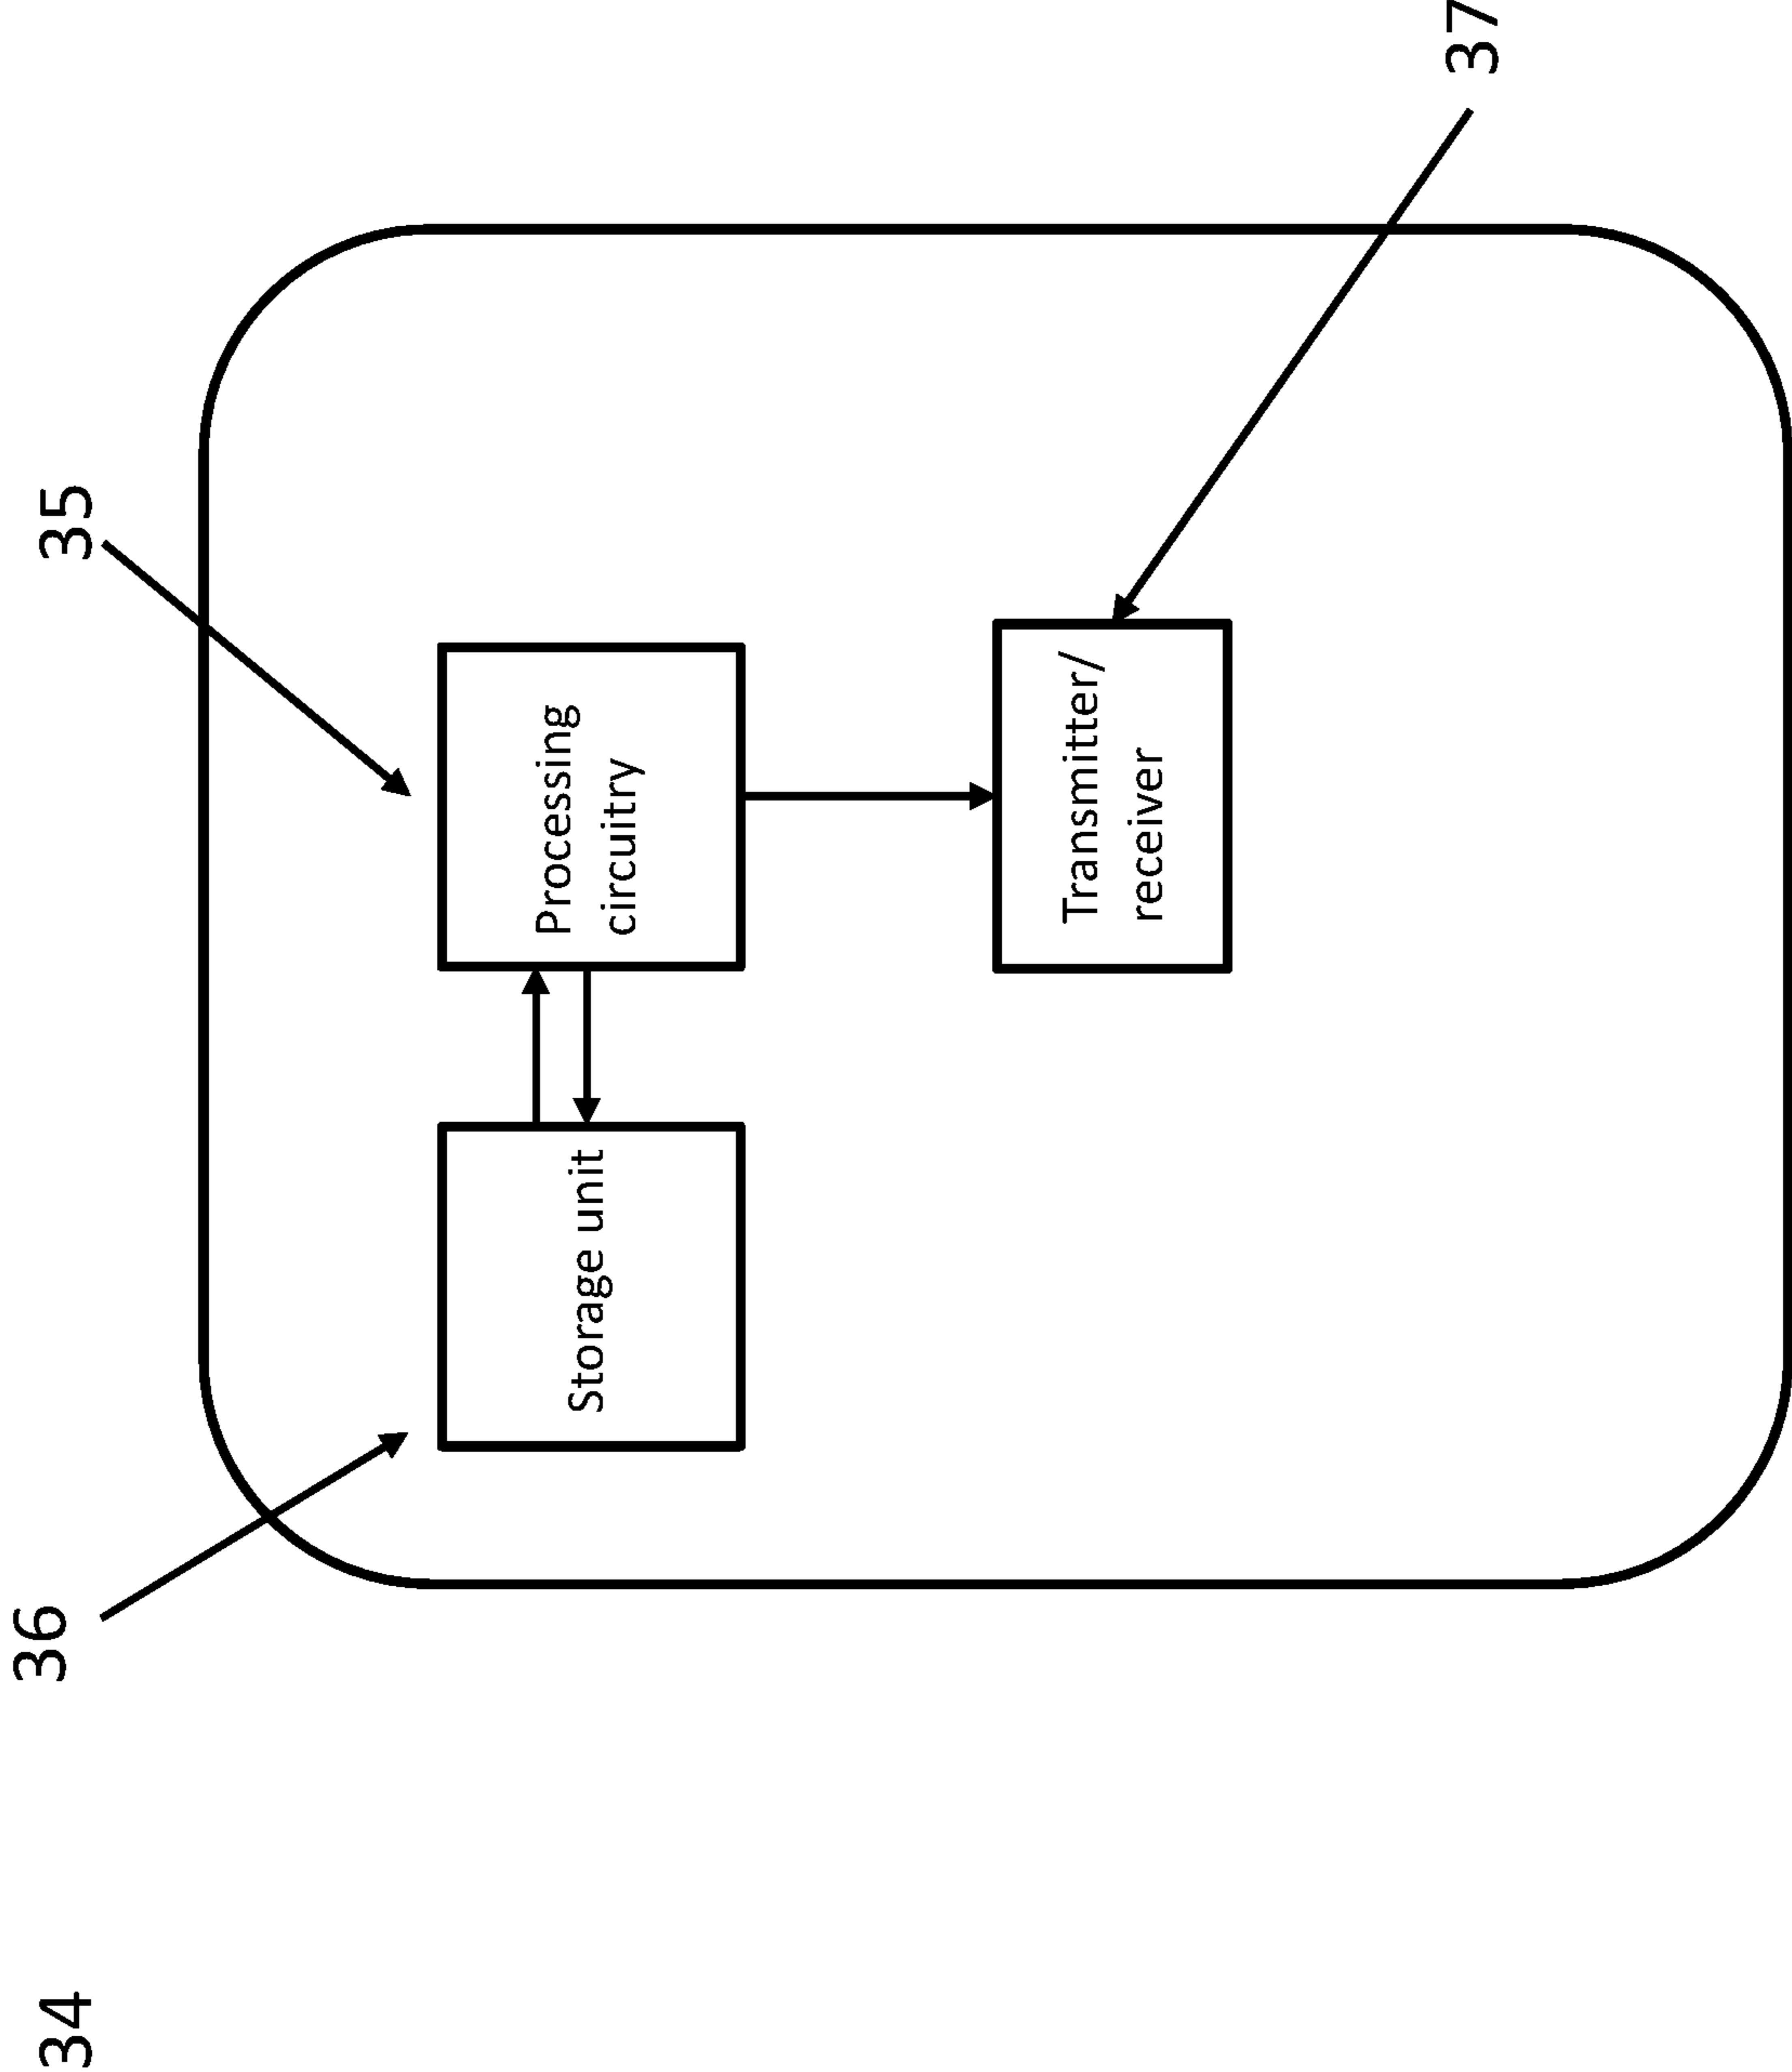 34
36
35
Storage unit
Processing
circuitry
Transmitter/
receiver
37